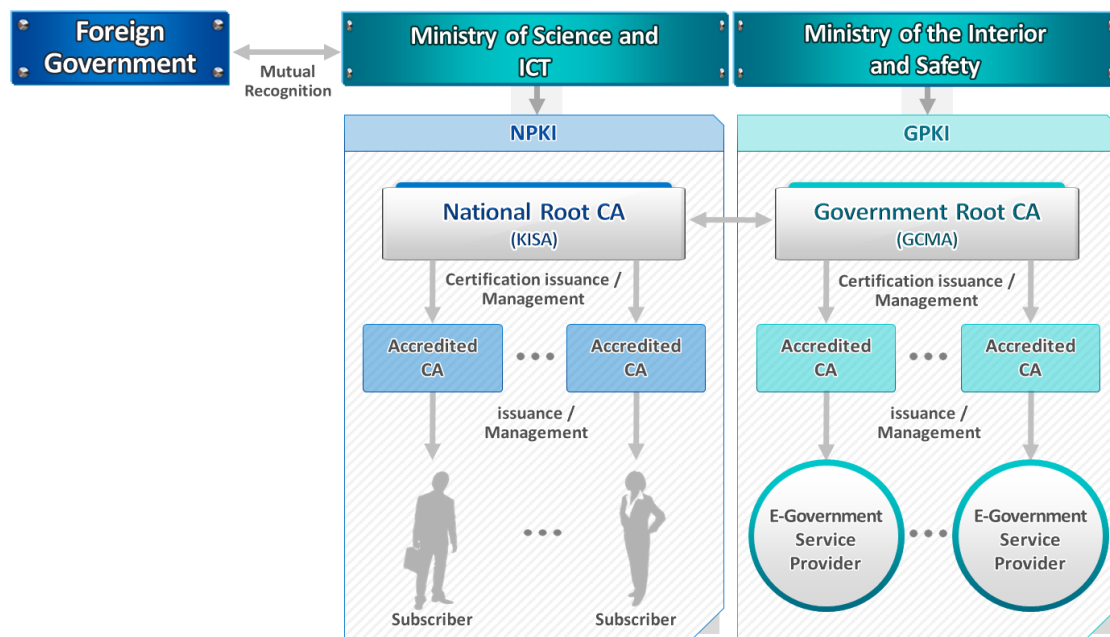 Foreign
Government
Mutual
Recognition
Ministry of Science and
ICT
Ministry of the Interior
and Safety
NPKI
National Root CA
(KISA)
Certification issuance /
Management
Accredited
CA
Accredited
CA
issuance /
Management
Subscriber
Subscriber
GPKI
Government Root CA
(GCMA)
Certification issuance /
Management
Accredited
CA
Accredited
CA
issuance /
Management
E-Government
Service
Provider
E-Government
Service
Provider